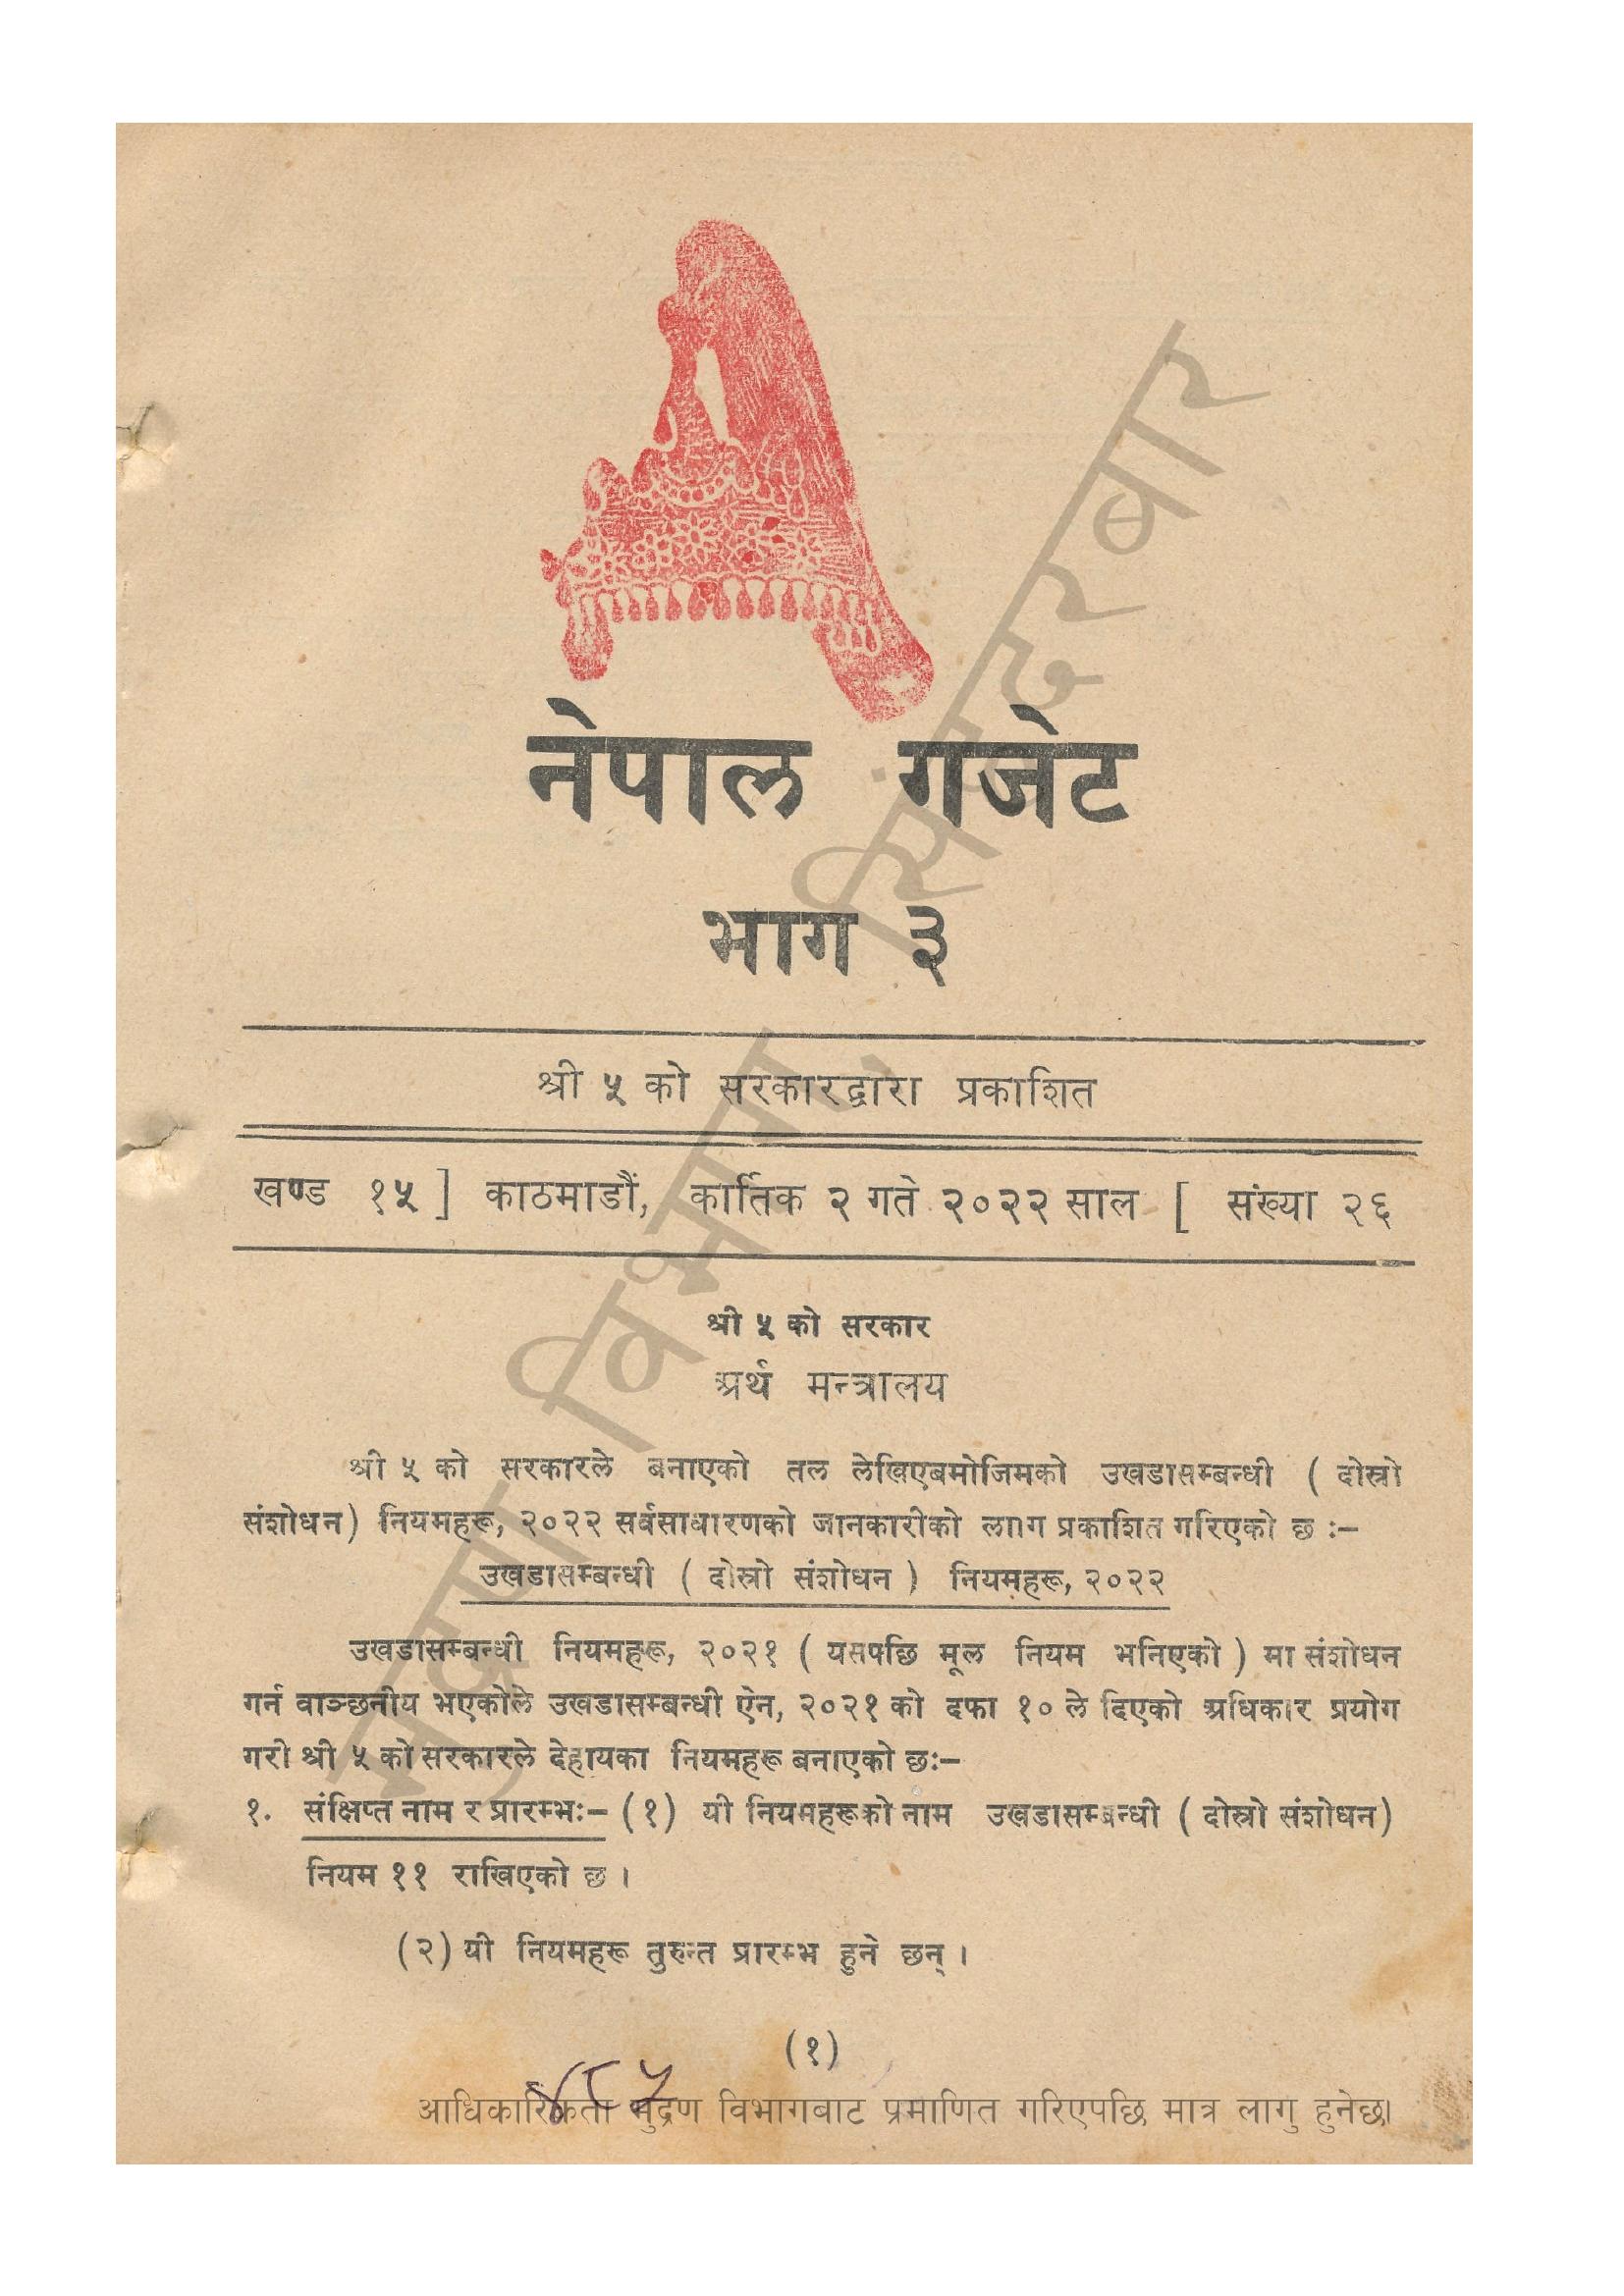 नेपाल गजेट
भाग ३
श्री ५ को सरकारद्वारा प्रकाशित
खण्ड १५ ] काठमाडौं, कार्तिक २ गते २०२२ साल [ संख्या २६
श्री ५ को सरकार
अर्थ मन्त्रालय
श्री ५ को सरकारले बनाएको तल लेखिएबमोजिमको उखडासम्बन्धी ( दोस्रो
संशोधन) नियमहरू, २०२२ सर्वसाधारणको जानकारीको लागि प्रकाशित गरिएको छ :–
उखडासम्बन्धी ( दोस्रो संशोधन ) नियमहरू, २०२२
उखडासम्बन्धी नियमहरू, २०२१ ( यसपछि मूल नियम भनिएको ) मा संशोधन
गर्न वाञ्छनीय भएकोले उखडासम्बन्धी ऐन, २०२१ को दफा १० ले दिएको अधिकार प्रयोग
गरी श्री ५ को सरकारले देहायका नियमहरू बनाएको छः–
१. संक्षिप्त नाम र प्रारम्भः– (१) यी नियमहरूको नाम उखडासम्बन्धी ( दोस्रो संशोधन)
नियम ११ राखिएको छ ।
(२) यी नियमहरू तुरुन्त प्रारम्भ हुने छन् ।
(१)
४८५
आधिकारिकता मुद्रण विभागबाट प्रमाणित गरिएपछि मात्र लागु हुनेछ।
मुद्रण विभाग, सिंहदरबार